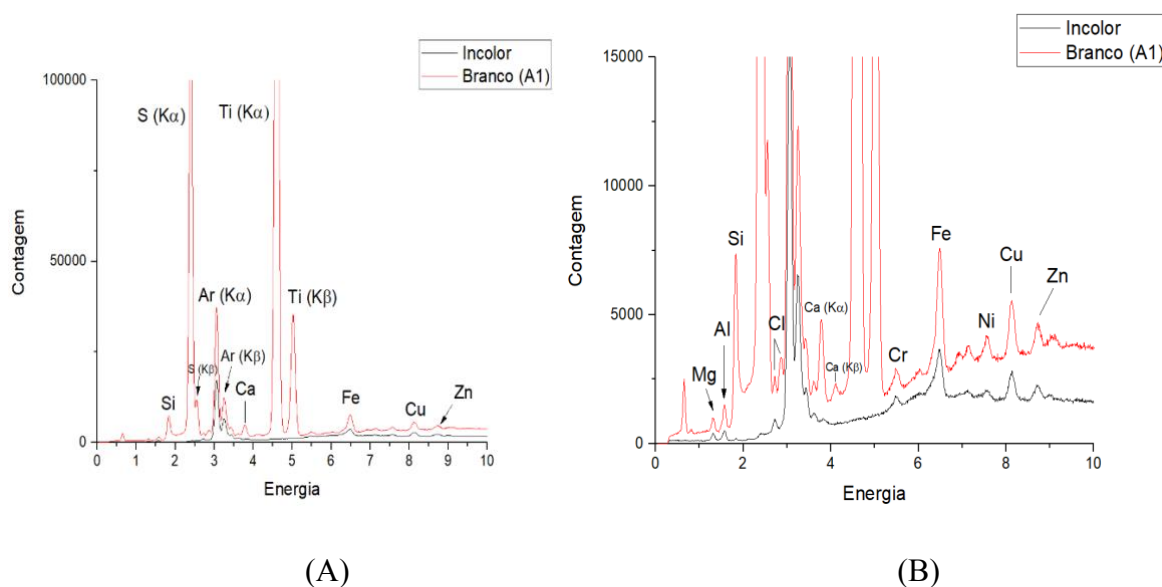 Incolor
Branco (A1)
100000
50000
0
Contagem
S (Kα)
Ti (Kα)
Ar (Kα)
Ti (Kβ)
S (Kβ)
Ar (Kβ)
Si
Ca
Fe
Cu
Zn
0 1 2 3 4 5 6 7 8 9 10
Energia
(A)
Incolor
Branco (A1)
15000
10000
5000
0
Contagem
Si
Fe
Cu
Zn
Al
Cl
Ca (Kα)
Ni
Mg
Ca (Kβ)
Cr
0 2 4 6 8 10
Energia
(B)